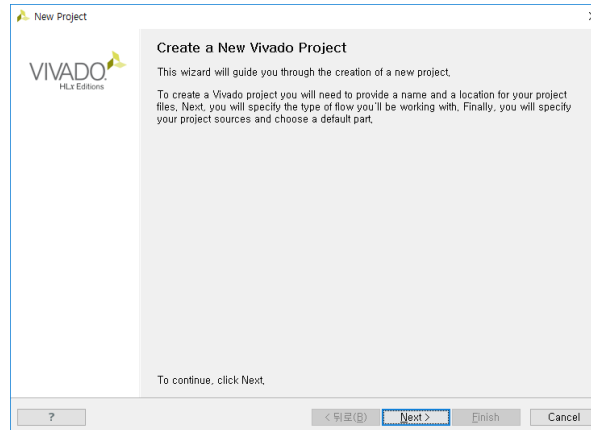 New Project
VIVADO.
HLx Editions
Create a New Vivado Project
This wizard will guide you through the creation of a new project,
To create a Vivado project you will need to provide a name and a location for your project
files, Next, you will specify the type of flow you'll be working with, Finally, you will specify
your project sources and choose a default part,
To continue, click Next,
?
< 뒤로(B)
Next >
Finish
Cancel